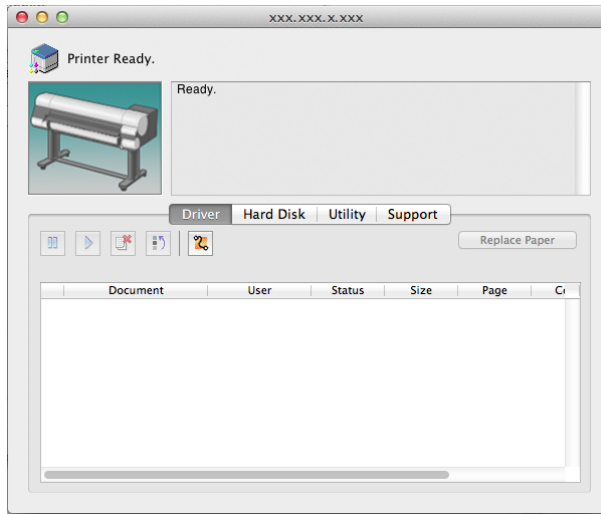 xxx.xxx.x.xxx
Printer Ready.
Ready.
Driver Hard Disk Utility Support
Replace Paper
Document User Status Size Page